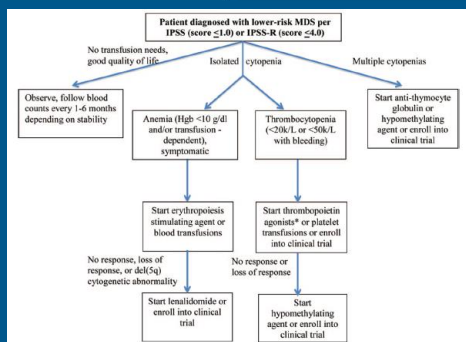 Patient diagnosed with lower-risk MDS per
IPSS (score ≤1.0) or IPSS-R (score ≤4.0)
No transfusion needs,
good quality of life
Isolated cytopenia
Multiple cytopenias
Observe, follow blood
counts every 1-6 months
depending on stability
Anemia (Hgb <10 g/dl
and/or transfusion -
dependent),
symptomatic
Thrombocytopenia
(<20k/L or <50k/L
with bleeding)
Start anti-thymocyte
globulin or
hypomethylating
agent or enroll into
clinical trial
Start erythropoiesis
stimulating agent or
blood transfusions
Start thrombopoietin
agonists* or platelet
transfusions or enroll
into clinical trial
No response, loss of
response, or del(5q)
cytogenetic abnormality
No response or
loss of response
Start lenalidomide or
enroll into clinical
trial
Start
hypomethylating
agent or enroll into
clinical trial